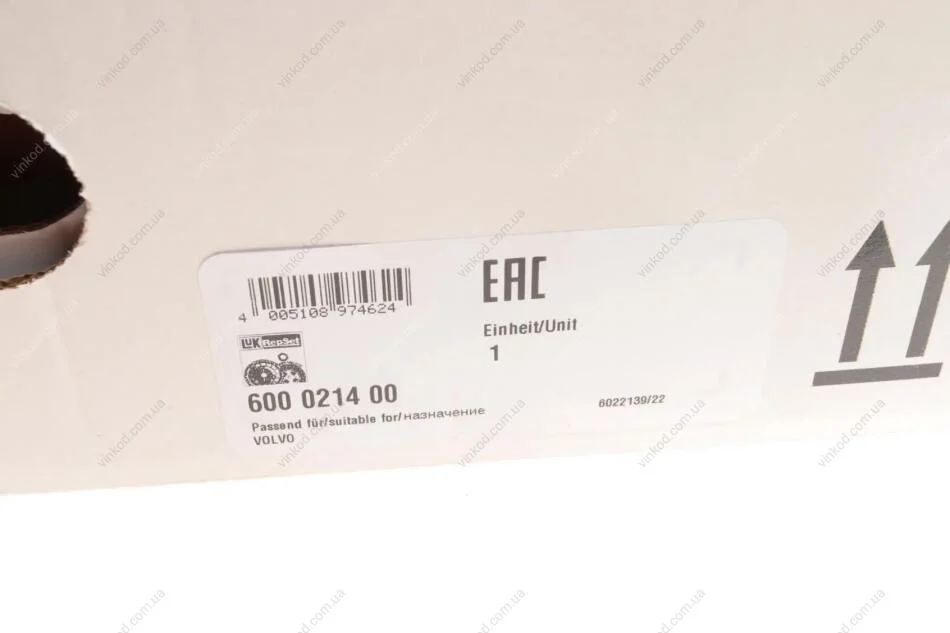 EAC
4 005108 974624
Einheit/Unit
1
LuK RepSet
600 0214 00
6022139/22
Passend für/suitable for/назначение
VOLVO
vinkod.com.ua